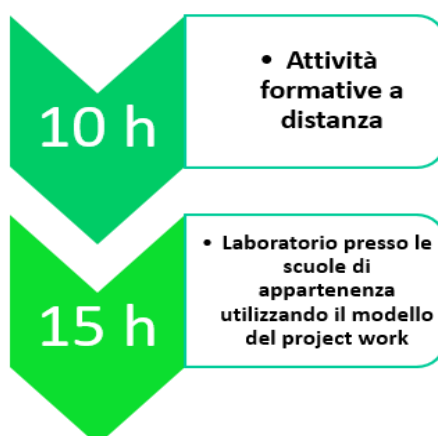 10 h
• Attività
formative a
distanza
15 h
• Laboratorio presso le
scuole di
appartenenza
utilizzando il modello
del project work